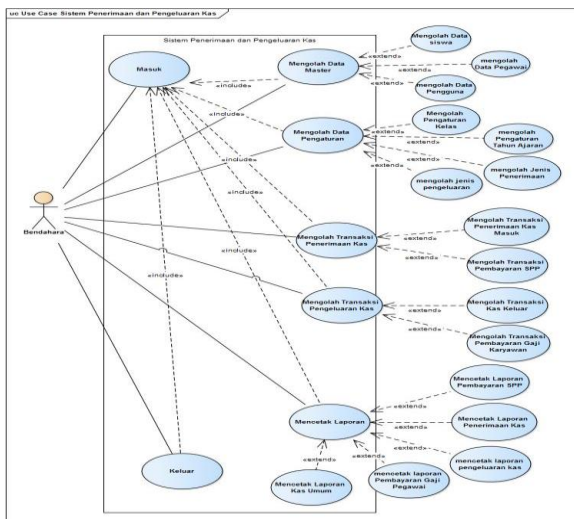 uc Use Case Sistem Penerimaan dan Pengeluaran Kas
Sistem Penerimaan dan Pengeluaran Kas
Masuk
Mengolah Data
Master
Mengolah Data
siswa
mengolah
Data Pegawai
mengolah Data
Pengguna
«extend»
«extend»
«extend»
«include»
Mengolah Data
Pengaturan
Mengolah
Pengaturan
Kelas
mengolah
Pengaturan
Tahun Ajaran
mengolah Jenis
Penerimaan
mengolah jenis
pengeluaran
«extend»
«extend»
«extend»
«extend»
«include»
Bendahara
Mengolah Transaksi
Penerimaan Kas
Mengolah Transaksi
Penerimaan Kas
Masuk
Mengolah Transaksi
Pembayaran SPP
«extend»
«extend»
«include»
Mengolah Transaksi
Pengeluaran Kas
Mengolah Transaksi
Kas Keluar
Mengolah Transaksi
Pembayaran Gaji
Karyawan
«extend»
«extend»
«include»
«include»
«include»
Mencetak Laporan
Mencetak Laporan
Pembayaran SPP
Mencetak Laporan
Penerimaan Kas
mencetak laporan
pengeluaran kas
mencetak laporan
Pembayaran Gaji
Pegawai
Mencetak Laporan
Kas Umum
«extend»
«extend»
«extend»
«extend»
«extend»
Keluar